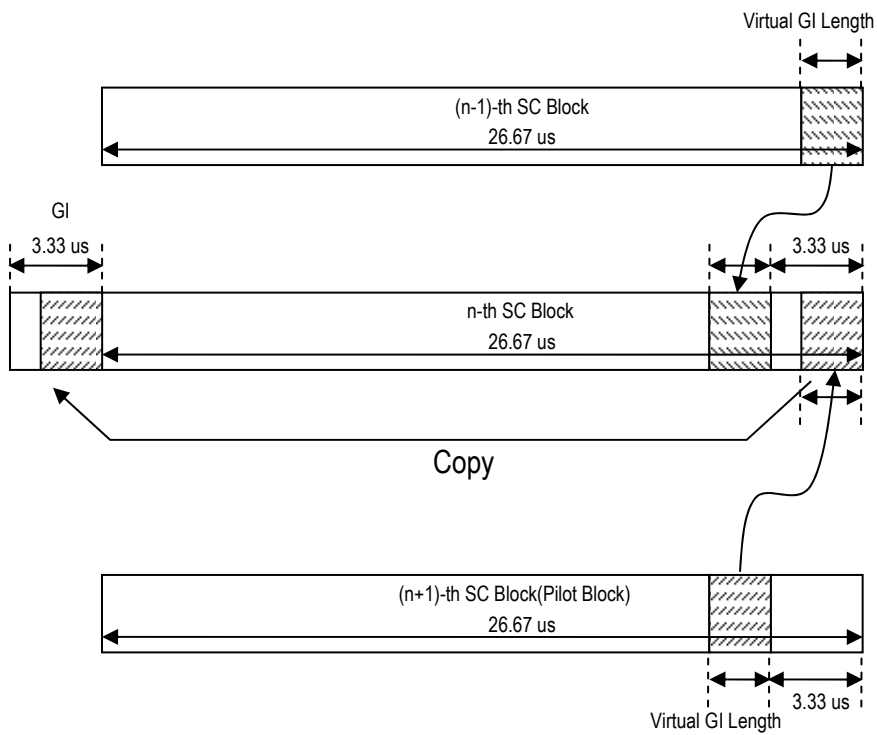 Virtual GI Length
(n-1)-th SC Block
26.67 us
GI
3.33 us
3.33 us
n-th SC Block
26.67 us
Copy
(n+1)-th SC Block(Pilot Block)
26.67 us
3.33 us
Virtual GI Length